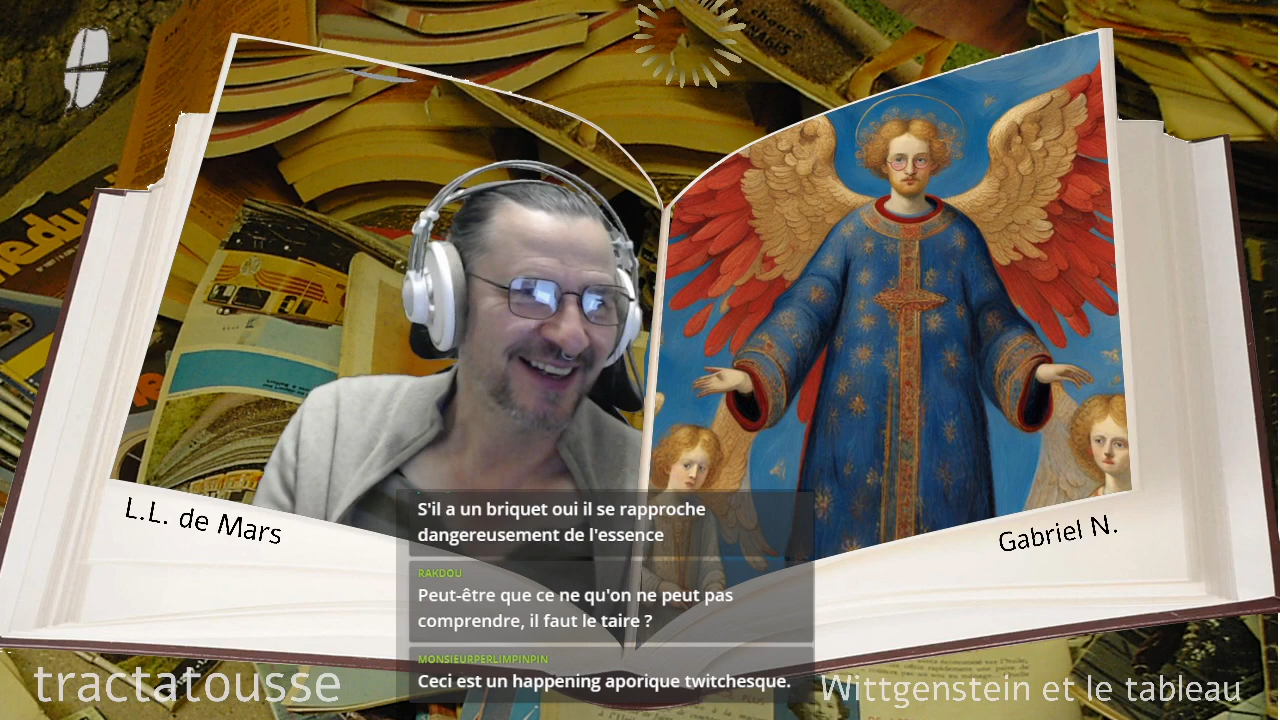 L.L. de Mars
Gabriel N.
S'il a un briquet oui il se rapproche
dangereusement de l'essence
RAKDOU
Peut-être que ce ne qu'on ne peut pas
comprendre, il faut le taire ?
MONSIEURPERLIMPINPIN
Ceci est un happening aporique twitchesque.
tractatousse
Wittgenstein et le tableau